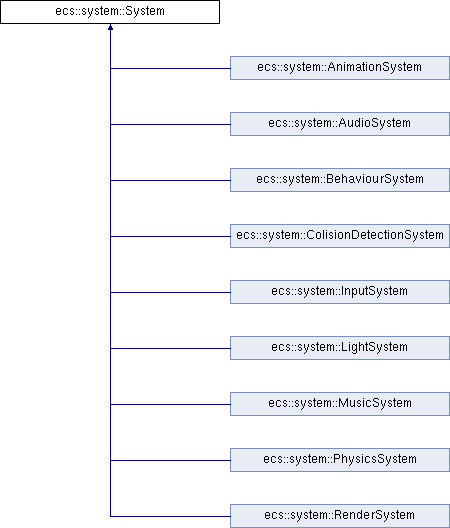 ecs::system::System
ecs::system::AnimationSystem
ecs::system::AudioSystem
ecs::system::BehaviourSystem
ecs::system::ColisionDetectionSystem
ecs::system::InputSystem
ecs::system::LightSystem
ecs::system::MusicSystem
ecs::system::PhysicsSystem
ecs::system::RenderSystem